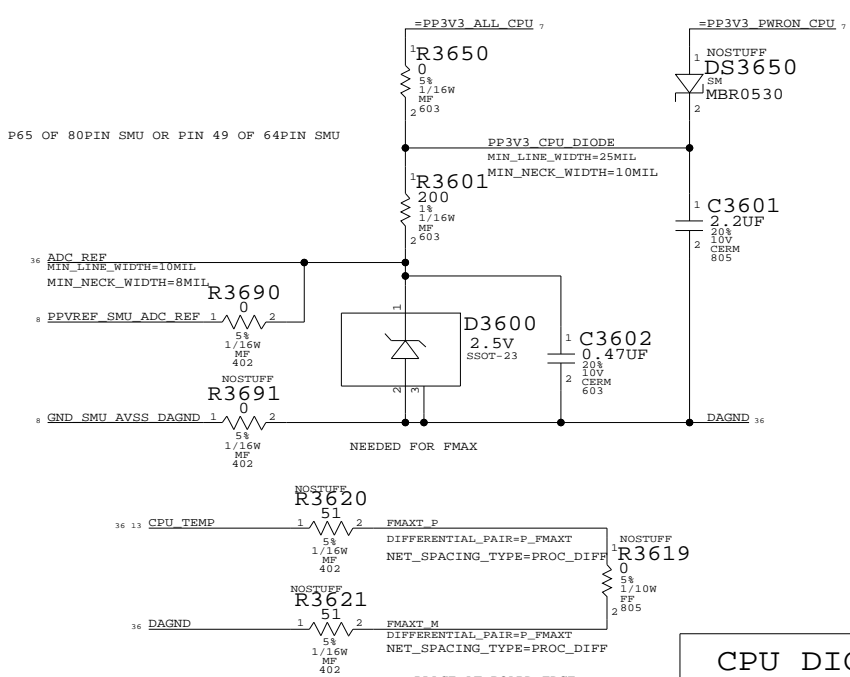 =PP3V3_ALL_CPU 7
=PP3V3_PWRON_CPU 7
1 R3650
0
5%
1/16W
MF
2 603
NOSTUFF
1 DS3650
SM
MBR0530
2
P65 OF 80PIN SMU OR PIN 49 OF 64PIN SMU
PP3V3_CPU_DIODE
MIN_LINE_WIDTH=25MIL
MIN_NECK_WIDTH=10MIL
1 R3601
200
1%
1/16W
MF
2 603
1 C3601
2.2UF
20%
10V
2 CERM
805
36 ADC_REF
MIN_LINE_WIDTH=10MIL
MIN_NECK_WIDTH=8MIL
R3690
0
8 PPVREF_SMU_ADC_REF 1 2
5%
1/16W
MF
402
1
D3600
2.5V
SSOT-23
2 3
1 C3602
0.47UF
20%
10V
2 CERM
603
NOSTUFF
R3691
0
8 GND_SMU_AVSS_DAGND 1 2
5%
1/16W
MF
402
DAGND 36
NEEDED FOR FMAX
NOSTUFF
R3620
51
36 13 CPU_TEMP 1 2 FMAXT_P
5%
1/16W
MF
402
DIFFERENTIAL_PAIR=P_FMAXT
NET_SPACING_TYPE=PROC_DIFF
NOSTUFF
1 R3619
0
5%
1/10W
FF
2 805
NOSTUFF
R3621
51
36 DAGND 1 2 FMAXT_M
5%
1/16W
MF
402
DIFFERENTIAL_PAIR=P_FMAXT
NET_SPACING_TYPE=PROC_DIFF
CPU